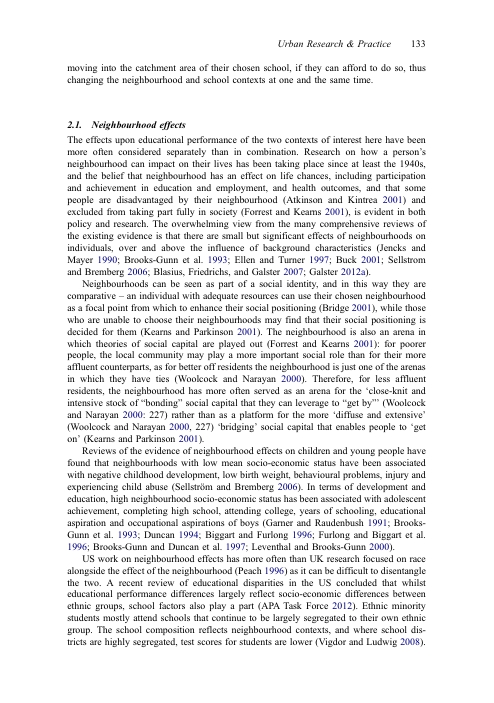 Urban Research & Practice 133
moving into the catchment area of their chosen school, if they can afford to do so, thus
changing the neighbourhood and school contexts at one and the same time.
2.1. Neighbourhood effects
The effects upon educational performance of the two contexts of interest here have been
more often considered separately than in combination. Research on how a person's
neighbourhood can impact on their lives has been taking place since at least the 1940s,
and the belief that neighbourhood has an effect on life chances, including participation
and achievement in education and employment, and health outcomes, and that some
people are disadvantaged by their neighbourhood (Atkinson and Kintrea 2001) and
excluded from taking part fully in society (Forrest and Kearns 2001), is evident in both
policy and research. The overwhelming view from the many comprehensive reviews of
the existing evidence is that there are small but significant effects of neighbourhoods on
individuals, over and above the influence of background characteristics (Jencks and
Mayer 1990; Brooks-Gunn et al. 1993; Ellen and Turner 1997; Buck 2001; Sellstrom
and Bremberg 2006; Blasius, Friedrichs, and Galster 2007; Galster 2012a).
Neighbourhoods can be seen as part of a social identity, and in this way they are
comparative – an individual with adequate resources can use their chosen neighbourhood
as a focal point from which to enhance their social positioning (Bridge 2001), while those
who are unable to choose their neighbourhoods may find that their social positioning is
decided for them (Kearns and Parkinson 2001). The neighbourhood is also an arena in
which theories of social capital are played out (Forrest and Kearns 2001): for poorer
people, the local community may play a more important social role than for their more
affluent counterparts, as for better off residents the neighbourhood is just one of the arenas
in which they have ties (Woolcock and Narayan 2000). Therefore, for less affluent
residents, the neighbourhood has more often served as an arena for the 'close-knit and
intensive stock of "bonding" social capital that they can leverage to "get by"' (Woolcock
and Narayan 2000: 227) rather than as a platform for the more 'diffuse and extensive'
(Woolcock and Narayan 2000, 227) 'bridging' social capital that enables people to 'get
on' (Kearns and Parkinson 2001).
Reviews of the evidence of neighbourhood effects on children and young people have
found that neighbourhoods with low mean socio-economic status have been associated
with negative childhood development, low birth weight, behavioural problems, injury and
experiencing child abuse (Sellström and Bremberg 2006). In terms of development and
education, high neighbourhood socio-economic status has been associated with adolescent
achievement, completing high school, attending college, years of schooling, educational
aspiration and occupational aspirations of boys (Garner and Raudenbush 1991; Brooks-
Gunn et al. 1993; Duncan 1994; Biggart and Furlong 1996; Furlong and Biggart et al.
1996; Brooks-Gunn and Duncan et al. 1997; Leventhal and Brooks-Gunn 2000).
US work on neighbourhood effects has more often than UK research focused on race
alongside the effect of the neighbourhood (Peach 1996) as it can be difficult to disentangle
the two. A recent review of educational disparities in the US concluded that whilst
educational performance differences largely reflect socio-economic differences between
ethnic groups, school factors also play a part (APA Task Force 2012). Ethnic minority
students mostly attend schools that continue to be largely segregated to their own ethnic
group. The school composition reflects neighbourhood contexts, and where school dis-
tricts are highly segregated, test scores for students are lower (Vigdor and Ludwig 2008).